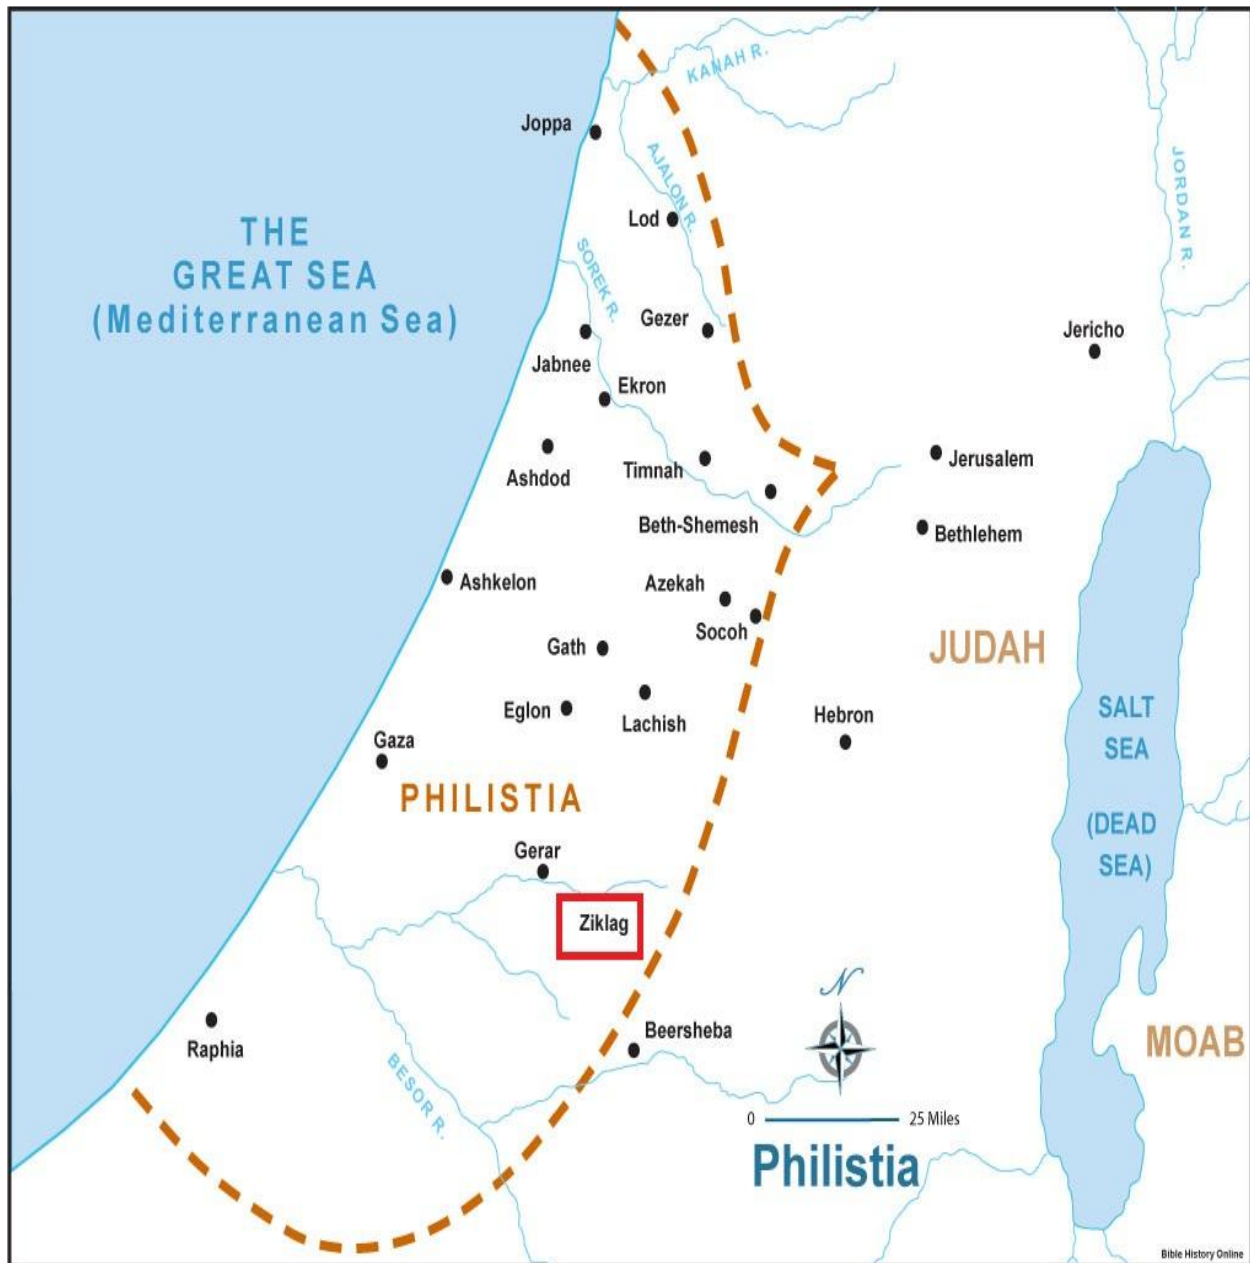 KANAH R.
Joppa
AJALON R.
JORDAN R.
Lod
THE
GREAT SEA
(Mediterranean Sea)
SOREK R.
Gezer
Jericho
Jabnee
Ekron
Jerusalem
Timnah
Ashdod
Beth-Shemesh
Bethlehem
Ashkelon
Azekah
Socoh
JUDAH
Gath
Eglon
Lachish
Hebron
SALT
SEA
(DEAD
SEA)
Gaza
PHILISTIA
Gerar
Ziklag
N
Beersheba
MOAB
Raphia
BESOR R.
0 25 Miles
Philistia
Bible History Online